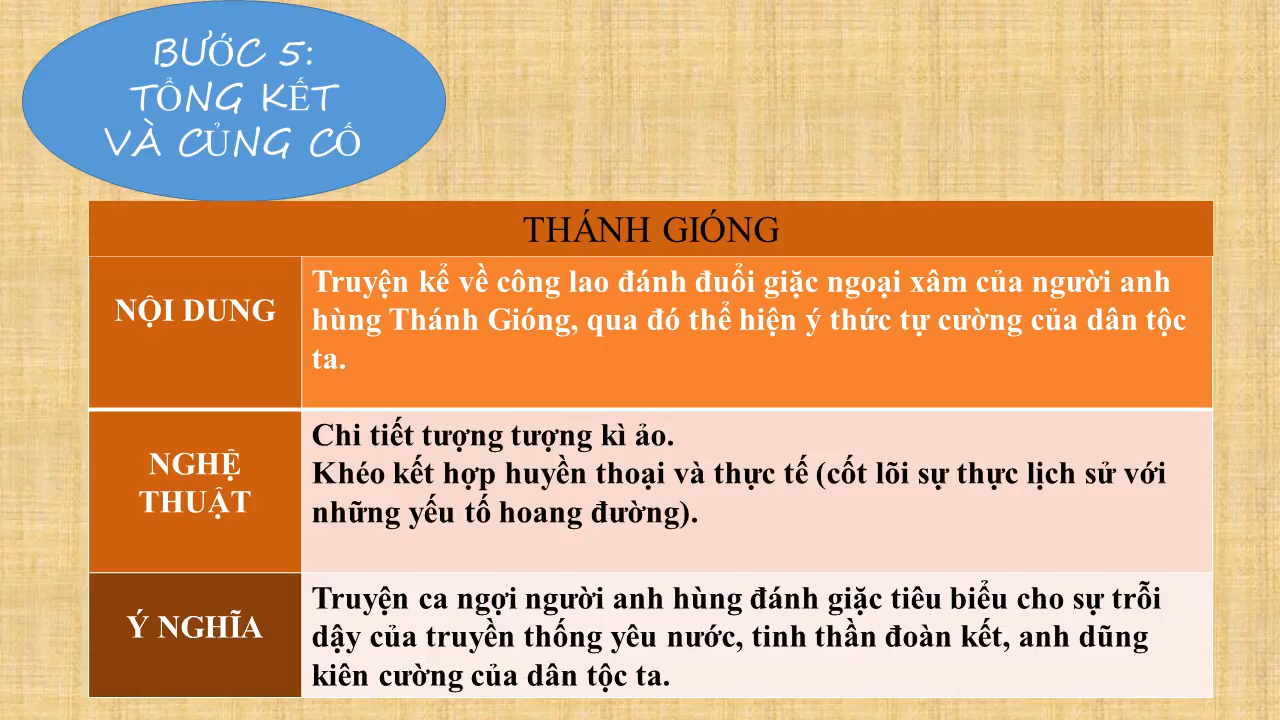 BƯỚC 5:
TỔNG KẾT
VÀ CỦNG CỐ
THÁNH GIÓNG
NỘI DUNG
Truyện kể về công lao đánh đuổi giặc ngoại xâm của người anh
hùng Thánh Gióng, qua đó thể hiện ý thức tự cường của dân tộc
ta.
NGHỆ
THUẬT
Chi tiết tượng tượng kì ảo.
Khéo kết hợp huyền thoại và thực tế (cốt lõi sự thực lịch sử với
những yếu tố hoang đường).
Ý NGHĨA
Truyện ca ngợi người anh hùng đánh giặc tiêu biểu cho sự trỗi
dậy của truyền thống yêu nước, tinh thần đoàn kết, anh dũng
kiên cường của dân tộc ta.